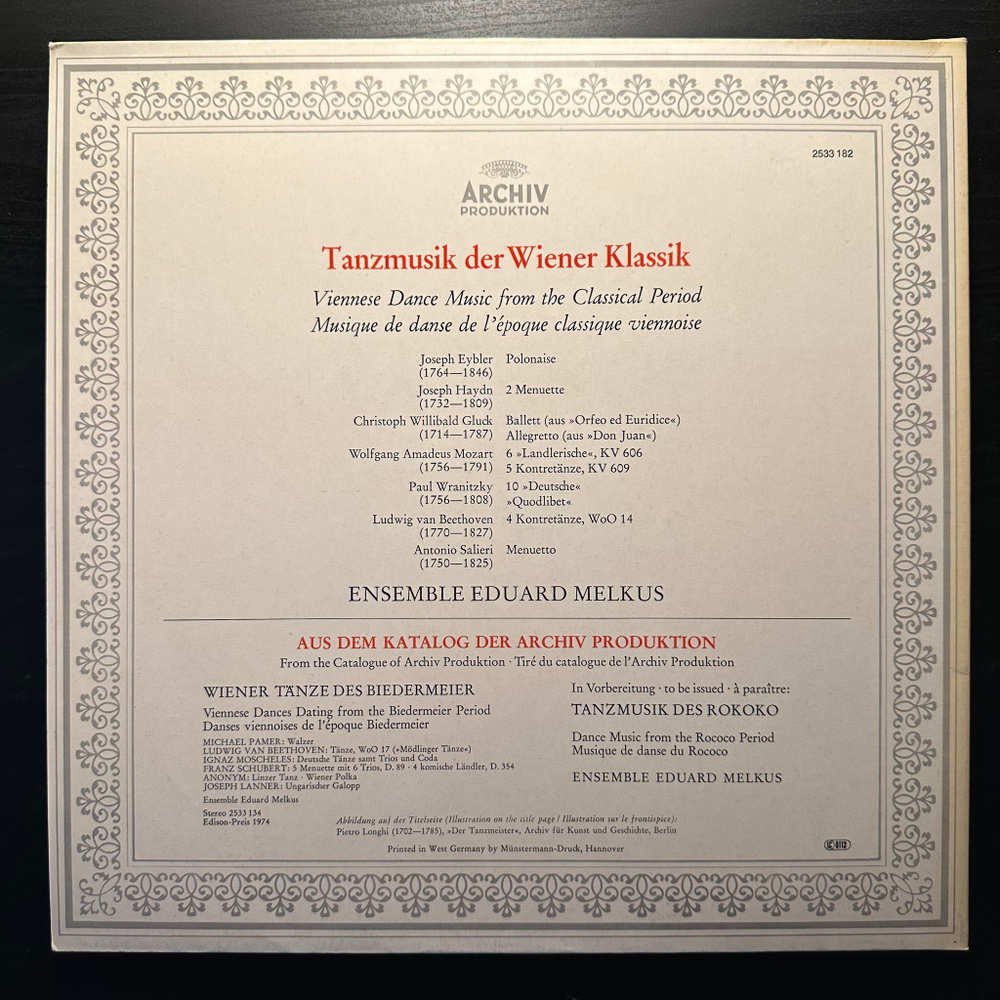 2533 182
ARCHIV
PRODUKTION
Tanzmusik der Wiener Klassik
Viennese Dance Music from the Classical Period
Musique de danse de l'époque classique viennoise
Joseph Eybler Polonaise
(1764—1846)
Joseph Haydn 2 Menuette
(1732—1809)
Christoph Willibald Gluck Ballett (aus »Orfeo ed Euridice«)
(1714—1787) Allegretto (aus »Don Juan«)
Wolfgang Amadeus Mozart 6 »Landlerische«, KV 606
(1756—1791) 5 Kontretänze, KV 609
Paul Wranitzky 10 »Deutsche«
(1756—1808) »Quodlibet«
Ludwig van Beethoven 4 Kontretänze, WoO 14
(1770—1827)
Antonio Salieri Menuetto
(1750—1825)
ENSEMBLE EDUARD MELKUS
AUS DEM KATALOG DER ARCHIV PRODUKTION
From the Catalogue of Archiv Produktion · Tiré du catalogue de l'Archiv Produktion
WIENER TÄNZE DES BIEDERMEIER
Viennese Dances Dating from the Biedermeier Period
Danses viennoises de l'époque Biedermeier
MICHAEL PAMER: Walzer
LUDWIG VAN BEETHOVEN: Tänze, WoO 17 (»Mödlinger Tänze«)
IGNAZ MOSCHELES: Deutsche Tänze samt Trios und Coda
FRANZ SCHUBERT: 5 Menuette mit 6 Trios, D. 89 · 4 komische Ländler, D. 354
ANONYM: Linzer Tanz · Wiener Polka
JOSEPH LANNER: Ungarischer Galopp
Ensemble Eduard Melkus
Stereo 2533 134
Edison-Preis 1974
In Vorbereitung · to be issued · à paraître:
TANZMUSIK DES ROKOKO
Dance Music from the Rococo Period
Musique de danse du Rococo
ENSEMBLE EDUARD MELKUS
Abbildung auf der Titelseite (Illustration on the title page / Illustration sur le frontispice):
Pietro Longhi (1702—1785), »Der Tanzmeister«, Archiv für Kunst und Geschichte, Berlin
Printed in West Germany by Münstermann-Druck, Hannover
LC 0113